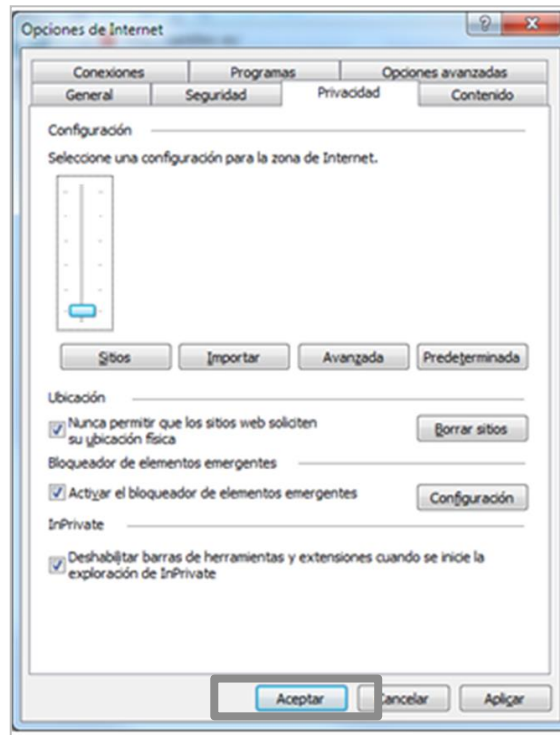 Opciones de Internet
Conexiones Programas Opciones avanzadas
General Seguridad Privacidad Contenido
Configuración
Seleccione una configuración para la zona de Internet.
Sitios Importar Avanzada Predeterminada
Ubicación
Nunca permitir que los sitios web soliciten
su ubicación física
Borrar sitios
Bloqueador de elementos emergentes
Activar el bloqueador de elementos emergentes
Configuración
InPrivate
Deshabilitar barras de herramientas y extensiones cuando se inicie la
exploración de InPrivate
Aceptar Cancelar Aplicar